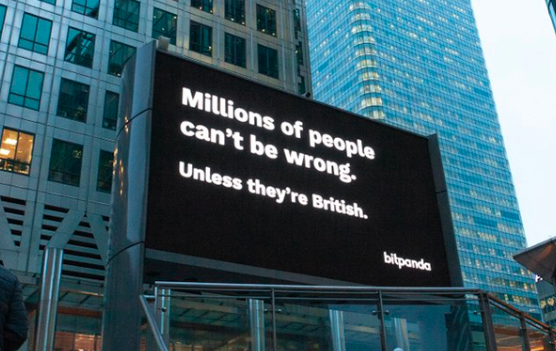 Millions of people
can't be wrong.
Unless they're British.
bitpanda